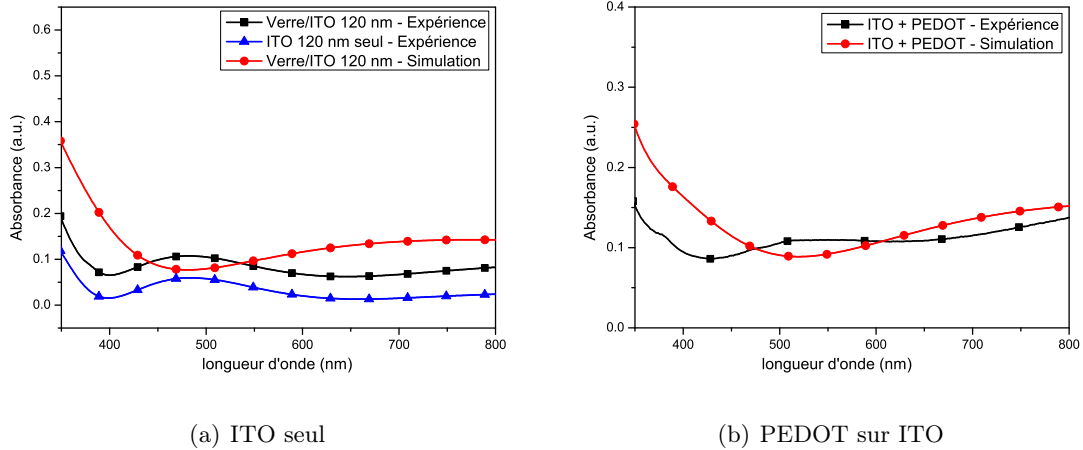 Verre/ITO 120 nm - Expérience
ITO 120 nm seul - Expérience
Verre/ITO 120 nm - Simulation
Absorbance (a.u.)
0.6
0.5
0.4
0.3
0.2
0.1
0.0
400 500 600 700 800
longueur d'onde (nm)
(a) ITO seul
ITO + PEDOT - Expérience
ITO + PEDOT - Simulation
Absorbance (a.u.)
0.4
0.3
0.2
0.1
0.0
400 500 600 700 800
longueur d'onde (nm)
(b) PEDOT sur ITO